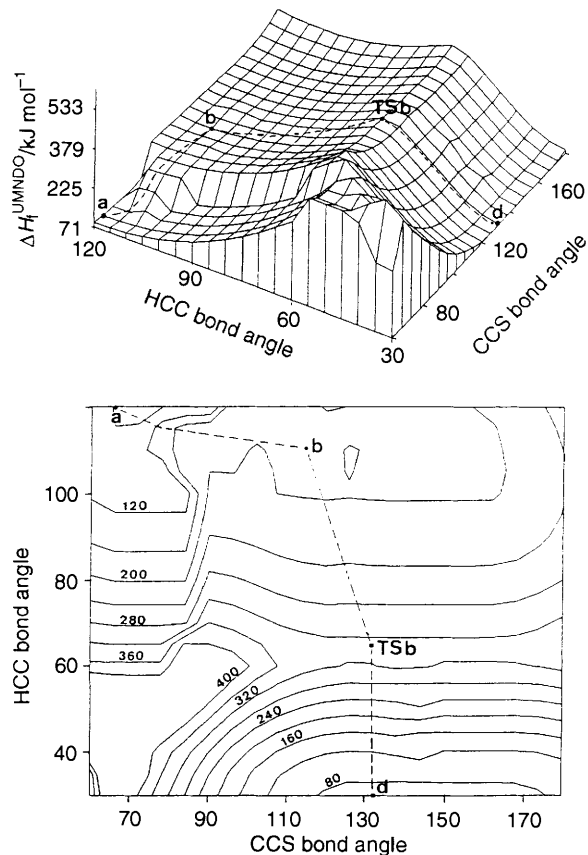 ΔH_f^UMNDO/kJ mol⁻¹
533
379
225
71
120
90
60
30
HCC bond angle
80
120
160
CCS bond angle
a
b
TSb
d
HCC bond angle
100
80
60
40
a
b
TSb
d
120
200
280
360
400
320
240
160
80
70
90
110
130
150
170
CCS bond angle